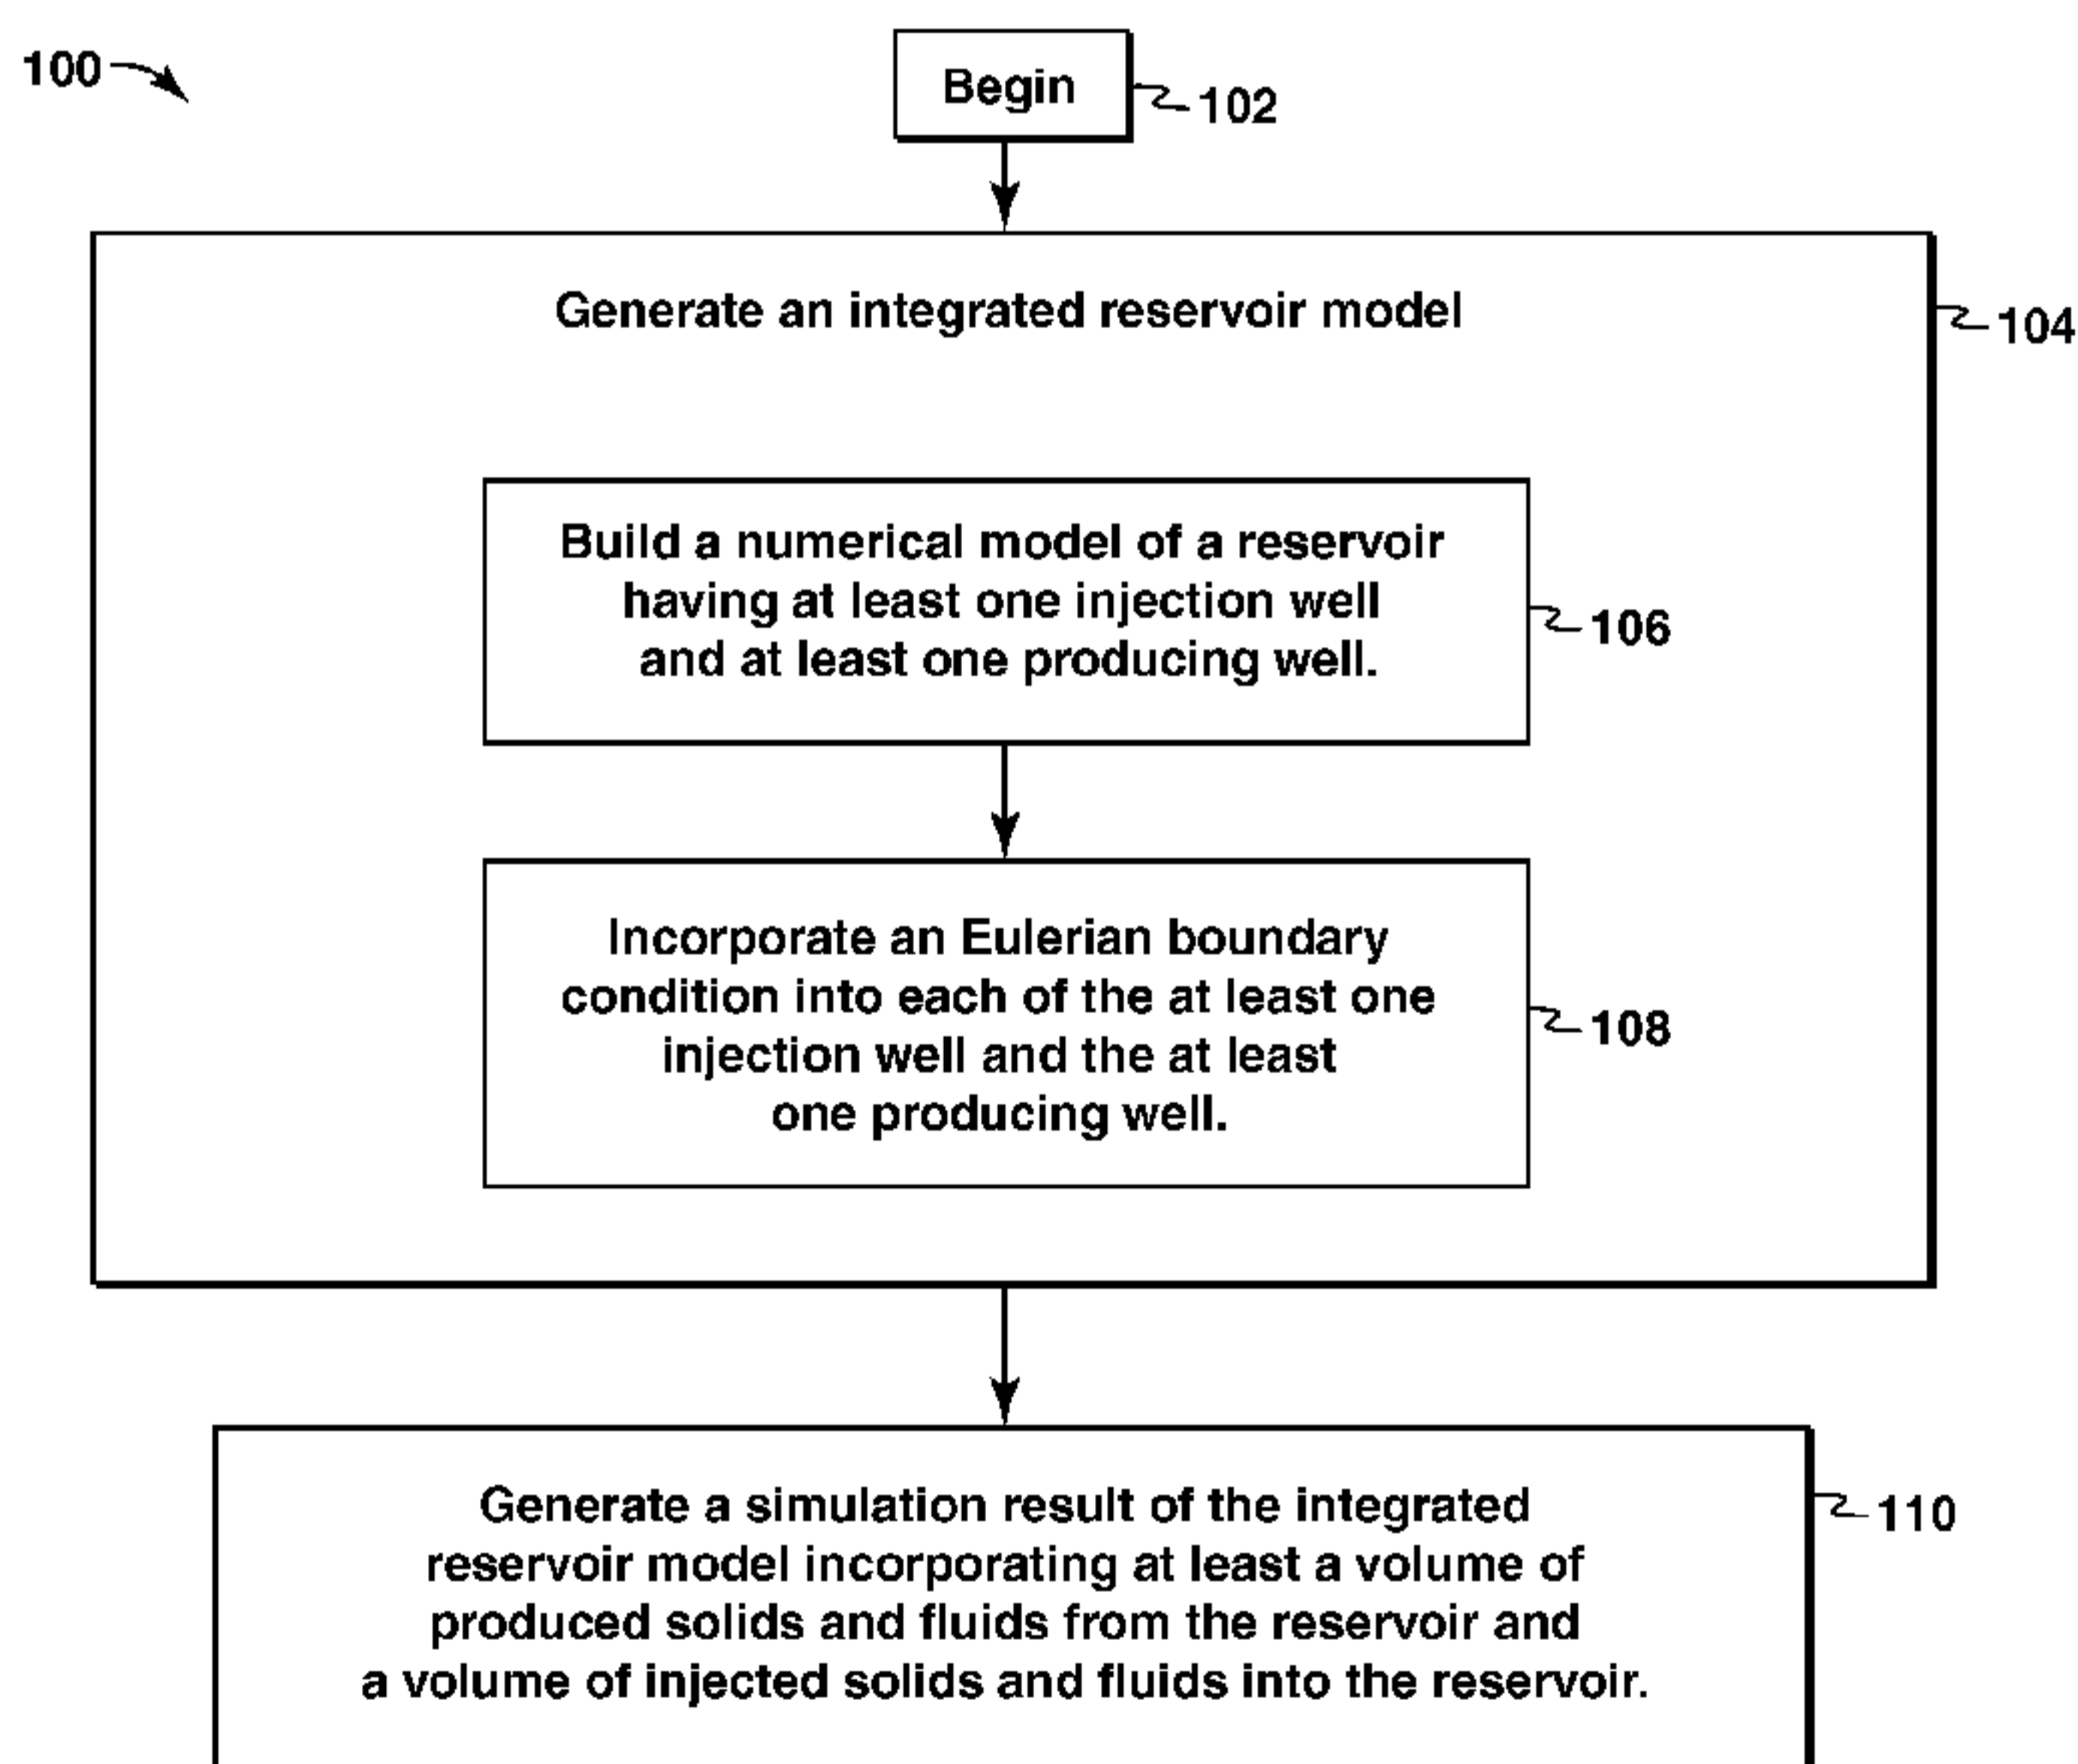 100
Begin
102
Generate an integrated reservoir model
104
Build a numerical model of a reservoir
having at least one injection well
and at least one producing well.
106
Incorporate an Eulerian boundary
condition into each of the at least one
injection well and the at least
one producing well.
108
Generate a simulation result of the integrated
reservoir model incorporating at least a volume of
produced solids and fluids from the reservoir and
a volume of injected solids and fluids into the reservoir.
110